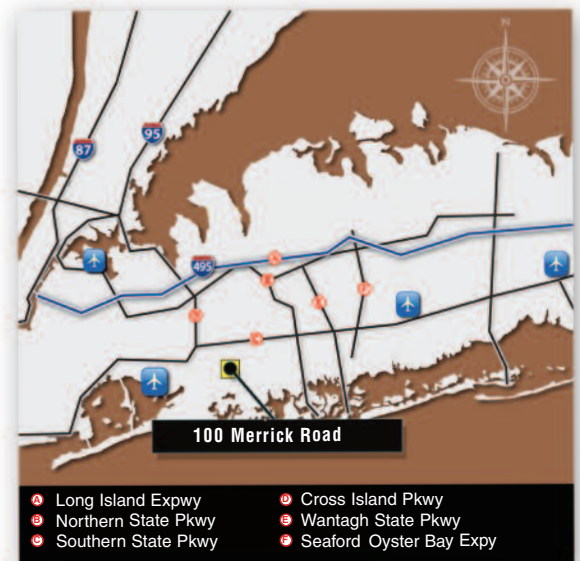 N
95
87
495
A
100 Merrick Road
A Long Island Expwy
B Northern State Pkwy
C Southern State Pkwy
D Cross Island Pkwy
E Wantagh State Pkwy
F Seaford Oyster Bay Expy